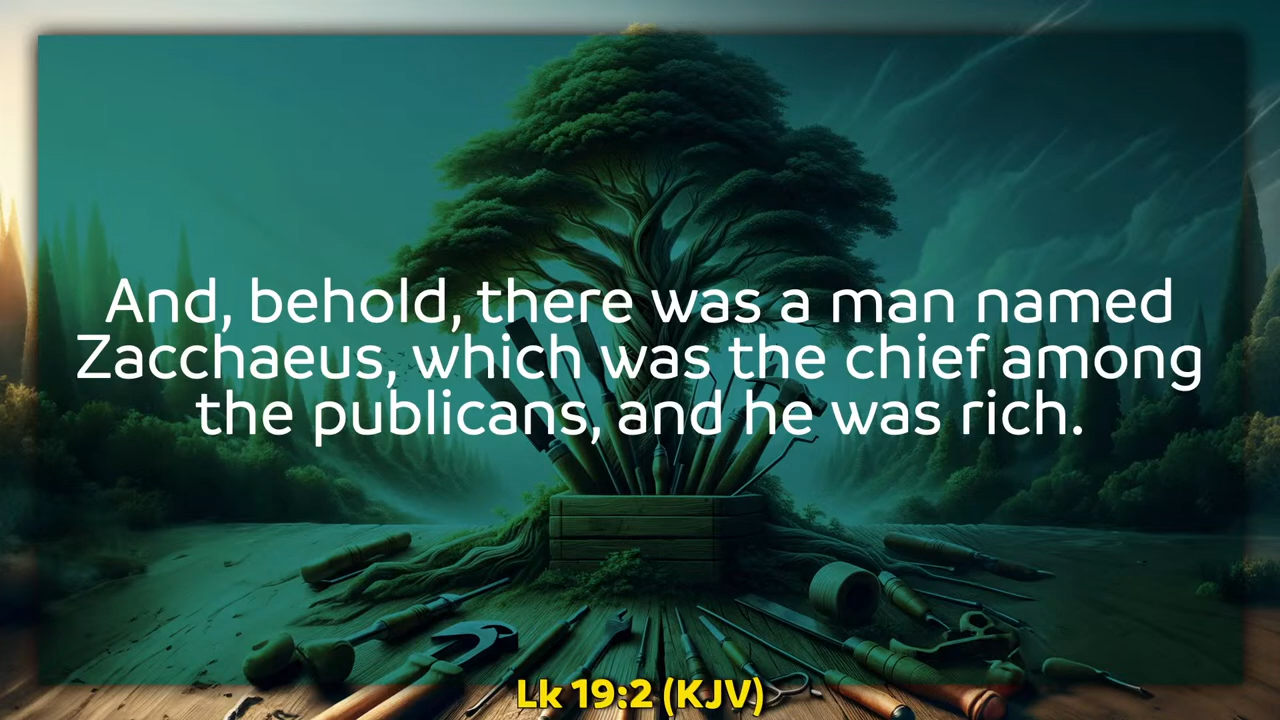 And, behold, there was a man named
Zacchaeus, which was the chief among
the publicans, and he was rich.
Lk 19:2 (KJV)